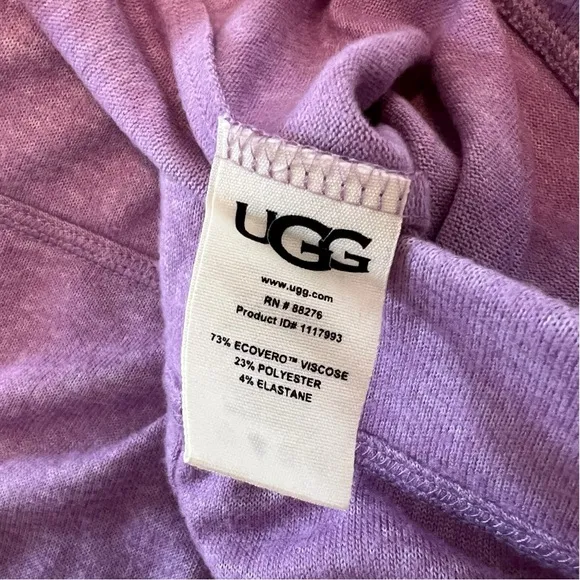 UGG
www.ugg.com
RN # 88276
Product ID# 1117993
73% ECOVERO™ VISCOSE
23% POLYESTER
4% ELASTANE